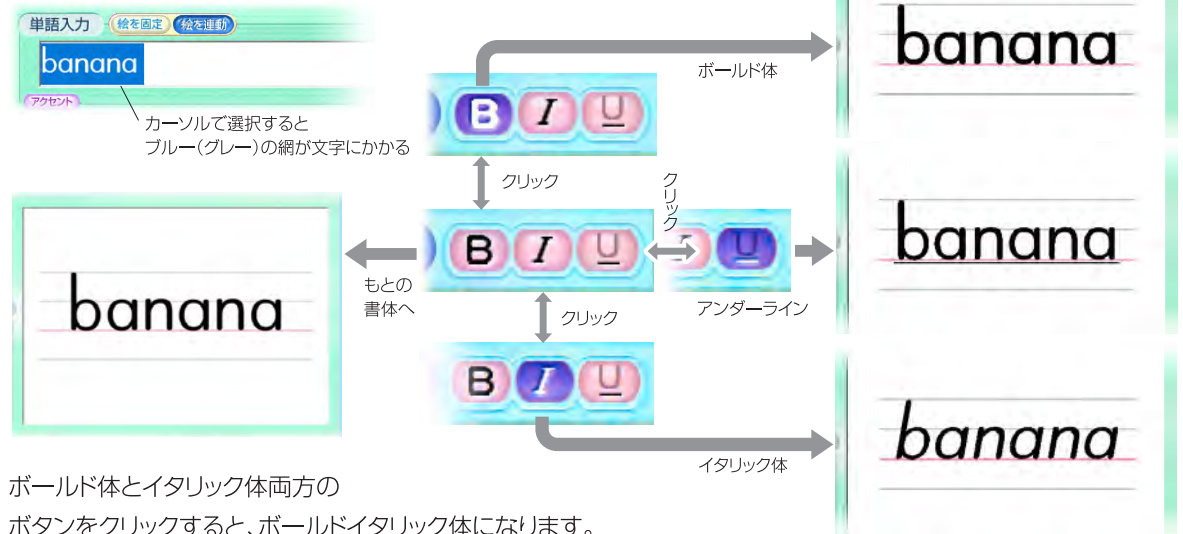 単語入力 絵を固定 絵を連動
banana
アクセント
カーソルで選択すると
ブルー(グレー)の網が文字にかかる
B I U
ボールド体
banana
クリック
banana
もとの
書体へ
B I U
クリック
I U
アンダーライン
banana
クリック
B I U
イタリック体
banana
ボールド体とイタリック体両方の
ボタンをクリックすると、ボールドイタリック体になります。